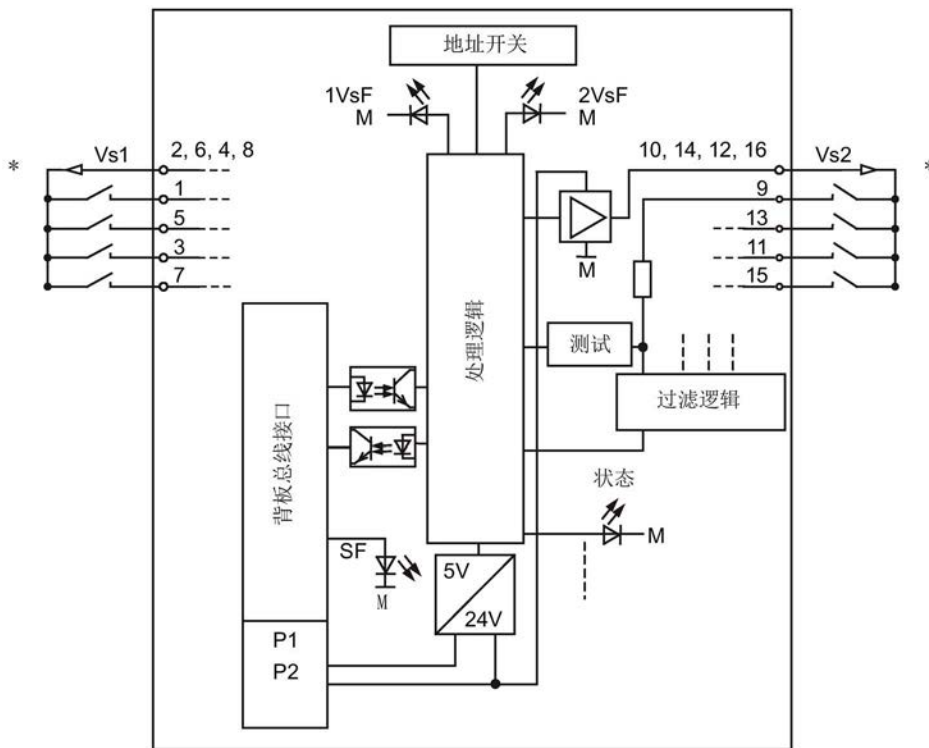 地址开关
1VsF
M
2VsF
M
*
Vs1
2, 6, 4, 8
1
5
3
7
10, 14, 12, 16
Vs2
*
9
13
11
15
M
处理逻辑
测试
过滤逻辑
背板总线接口
状态
M
SF
M
5V
24V
P1
P2